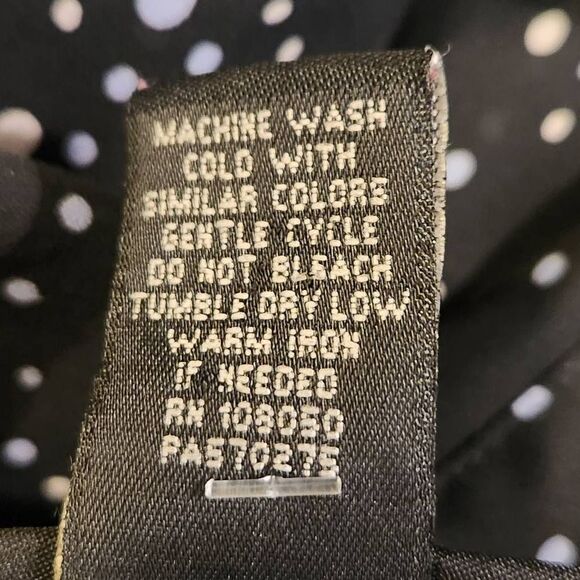 MACHINE WASH
COLD WITH
SIMILAR COLORS
GENTLE CYCLE
DO NOT BLEACH
TUMBLE DRY LOW
WARM IRON
IF NEEDED
RN 109050
PA570275